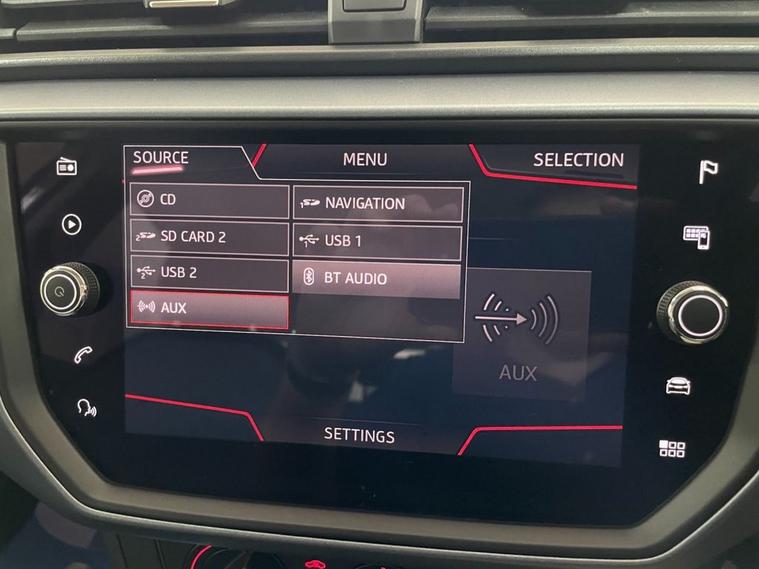 SOURCE
MENU
SELECTION
CD
NAVIGATION
SD CARD 2
USB 1
USB 2
BT AUDIO
AUX
AUX
SETTINGS